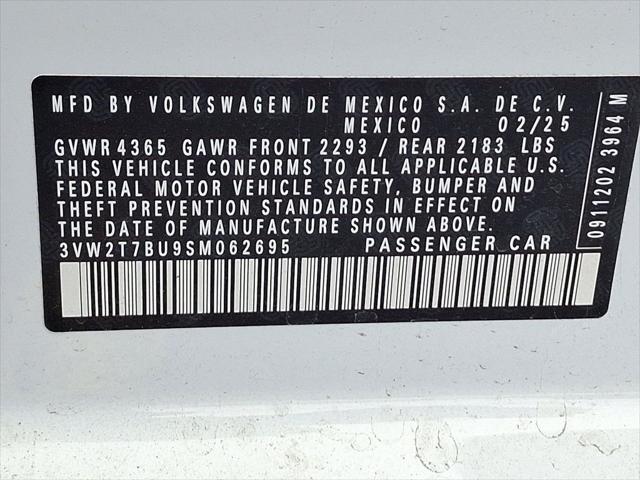 MFD BY VOLKSWAGEN DE MEXICO S.A. DE C.V.
MEXICO 02/25
GVWR 4365 GAWR FRONT 2293 / REAR 2183 LBS
THIS VEHICLE CONFORMS TO ALL APPLICABLE U.S.
FEDERAL MOTOR VEHICLE SAFETY, BUMPER AND
THEFT PREVENTION STANDARDS IN EFFECT ON
THE DATE OF MANUFACTURE SHOWN ABOVE.
3VW2T7BU9SM062695 PASSENGER CAR
0911202 3964 M